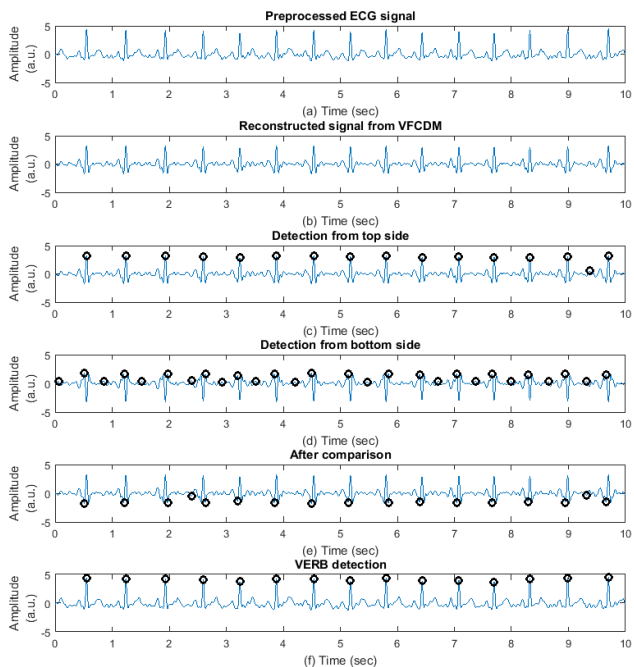 Preprocessed ECG signal
Amplitude
(a.u.)
5
0
-5
0 1 2 3 4 5 6 7 8 9 10
(a) Time (sec)
Reconstructed signal from VFCDM
Amplitude
(a.u.)
5
0
-5
0 1 2 3 4 5 6 7 8 9 10
(b) Time (sec)
Detection from top side
Amplitude
(a.u.)
5
0
-5
0 1 2 3 4 5 6 7 8 9 10
(c) Time (sec)
Detection from bottom side
Amplitude
(a.u.)
5
0
-5
0 1 2 3 4 5 6 7 8 9 10
(d) Time (sec)
After comparison
Amplitude
(a.u.)
5
0
-5
0 1 2 3 4 5 6 7 8 9 10
(e) Time (sec)
VERB detection
Amplitude
(a.u.)
5
0
-5
0 1 2 3 4 5 6 7 8 9 10
(f) Time (sec)